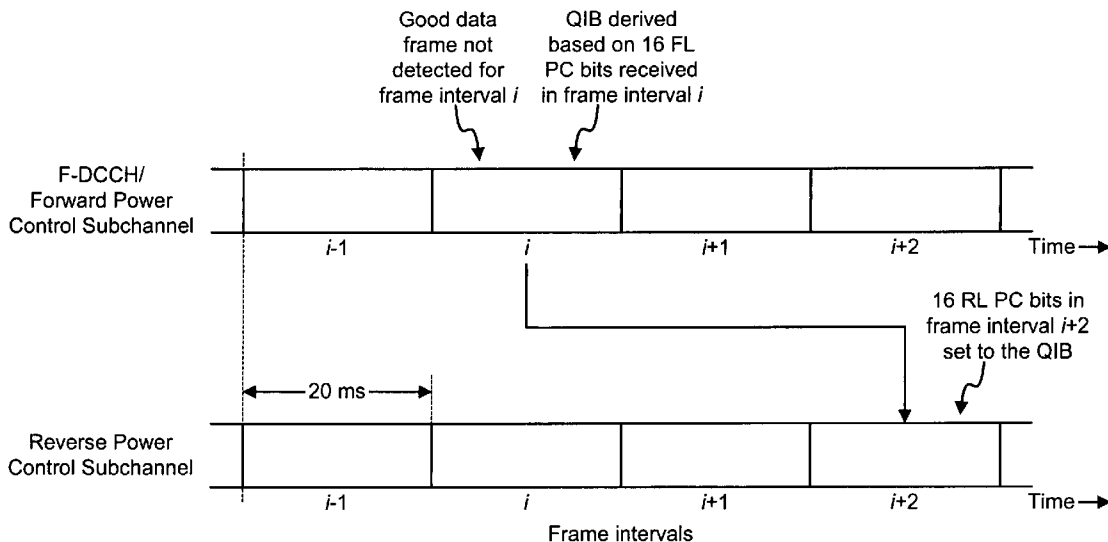 Good data
frame not
detected for
frame interval i
QIB derived
based on 16 FL
PC bits received
in frame interval i
F-DCCH/
Forward Power
Control Subchannel
i-1
i
i+1
i+2
Time
16 RL PC bits in
frame interval i+2
set to the QIB
20 ms
Reverse Power
Control Subchannel
i-1
i
i+1
i+2
Time
Frame intervals